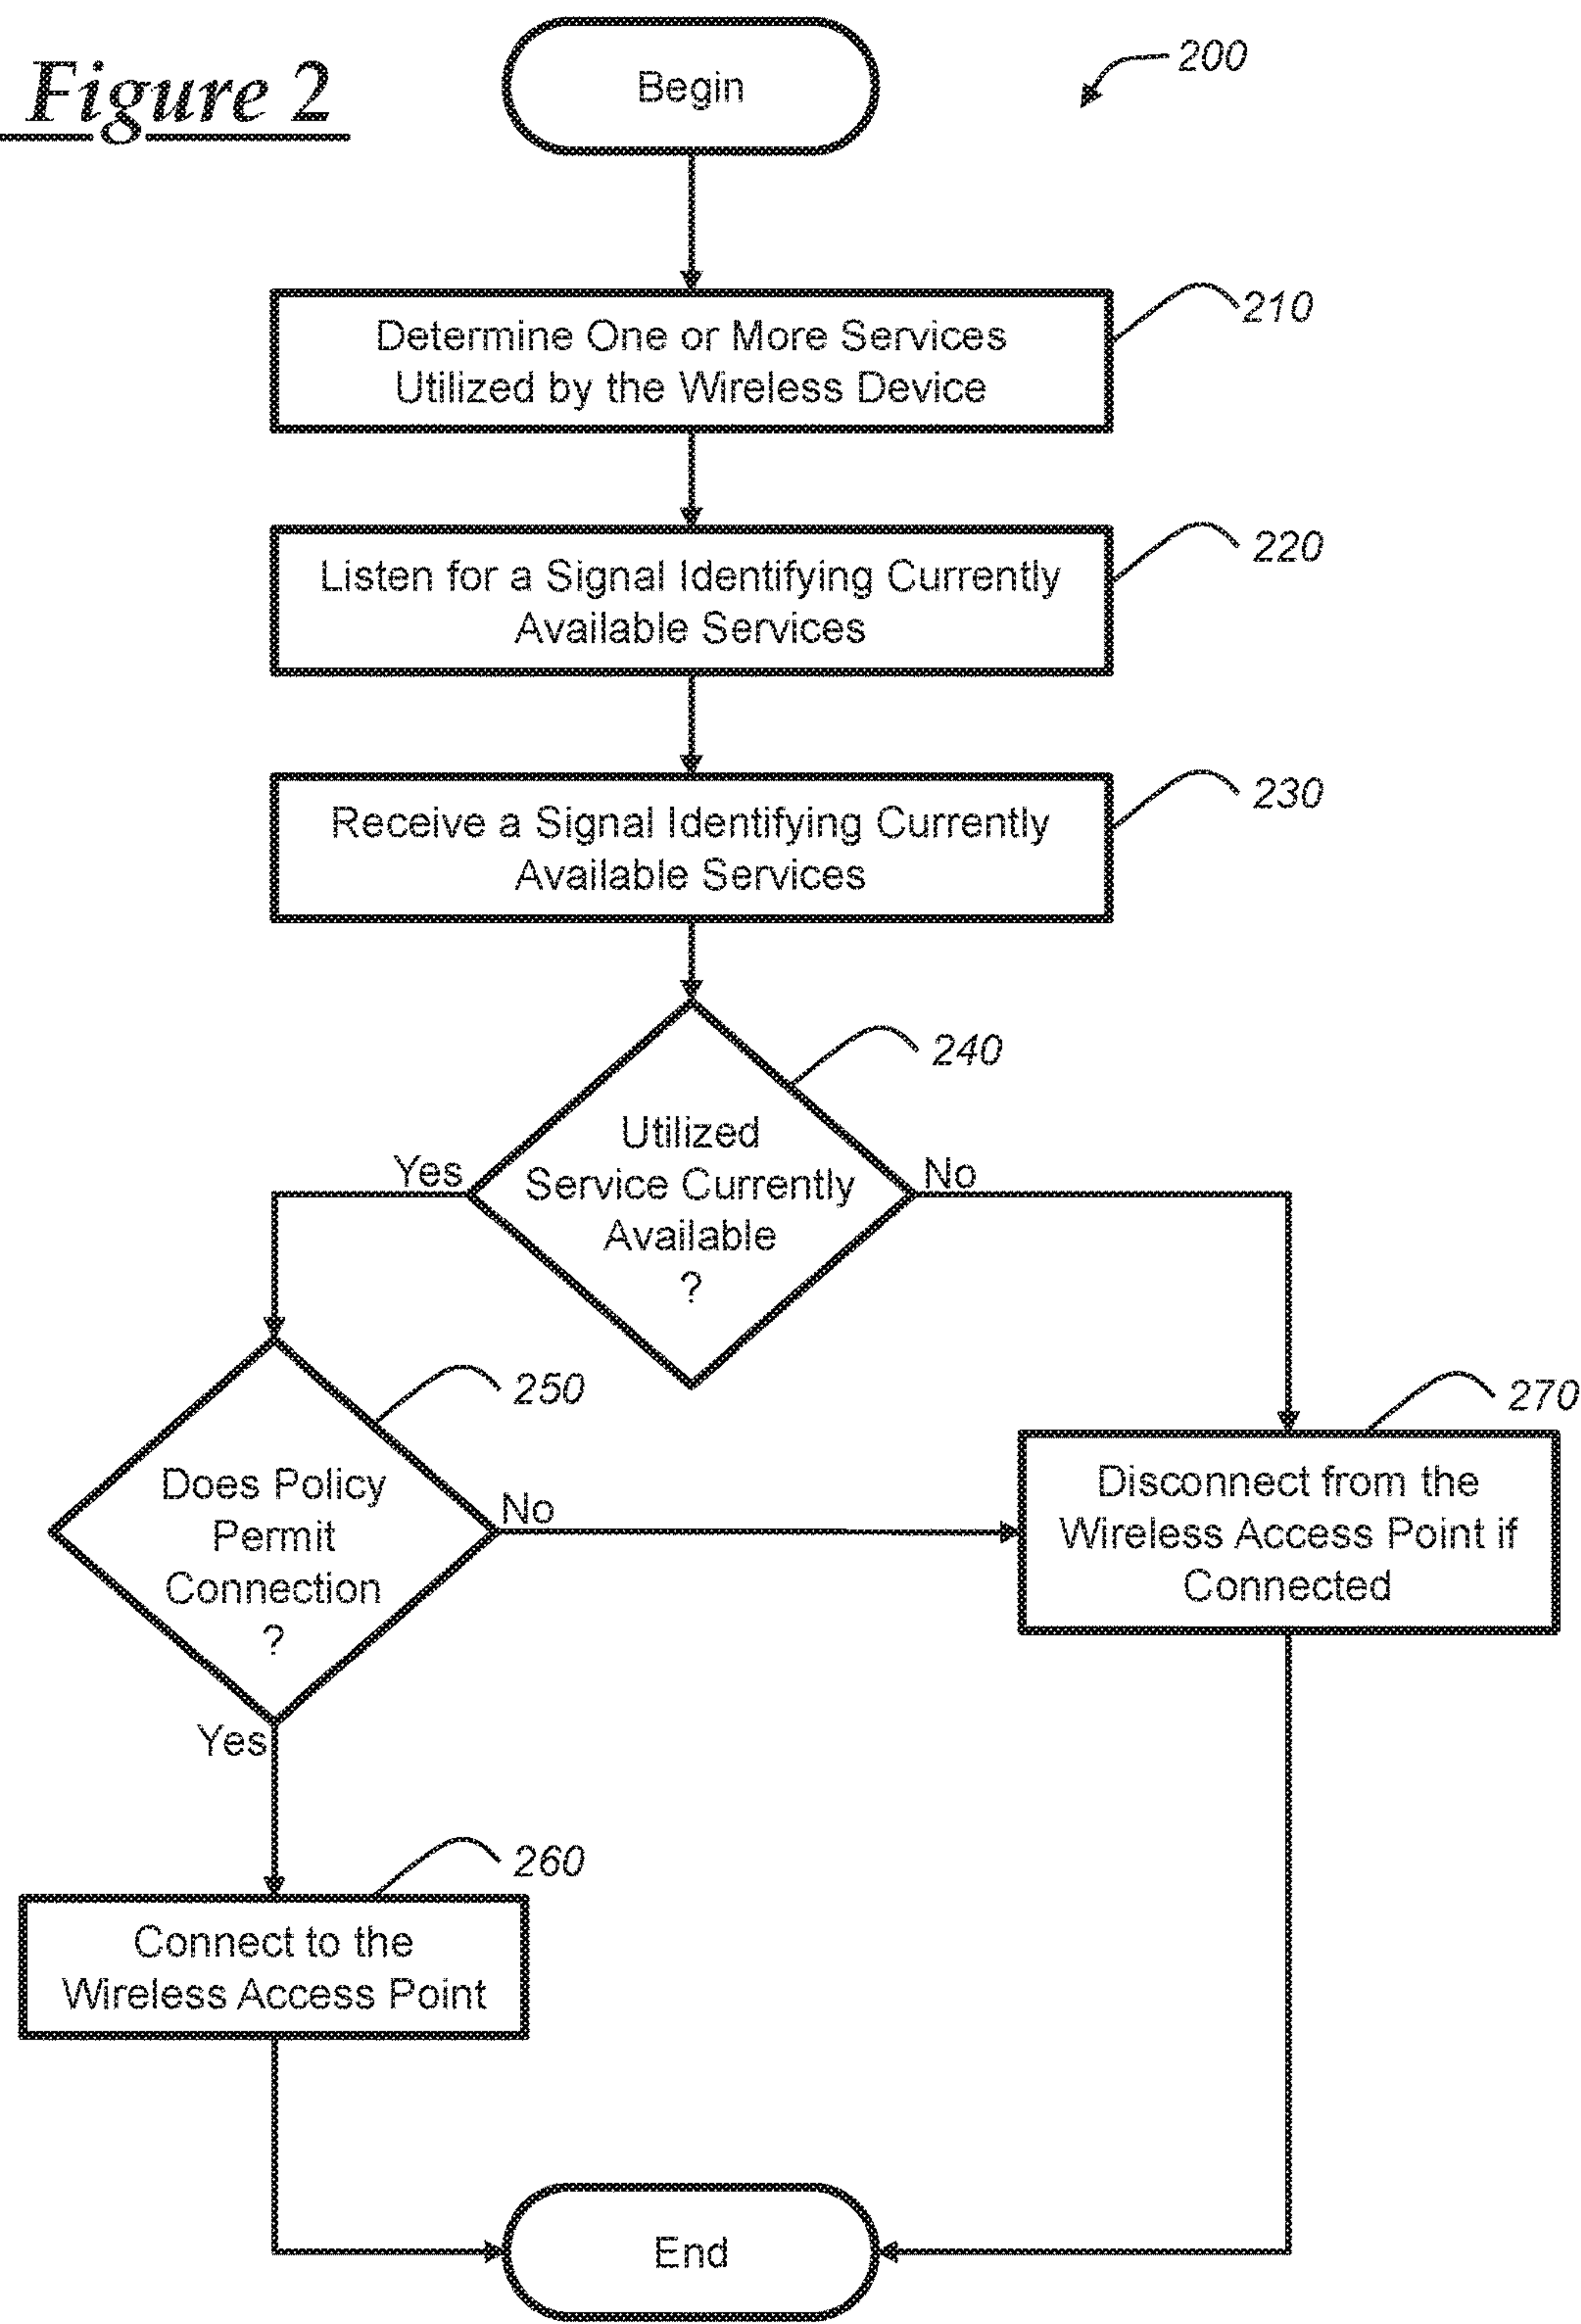 Figure 2
Begin
200
Determine One or More Services
Utilized by the Wireless Device
210
Listen for a Signal Identifying Currently
Available Services
220
Receive a Signal Identifying Currently
Available Services
230
240
Utilized
Service Currently
Available
?
Yes
No
250
Does Policy
Permit
Connection
?
No
Yes
270
Disconnect from the
Wireless Access Point if
Connected
260
Connect to the
Wireless Access Point
End